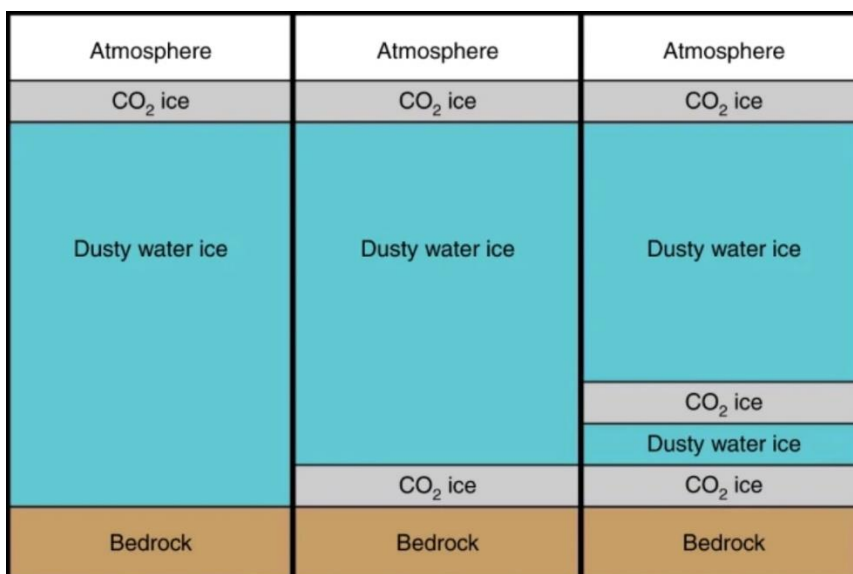 Atmosphere
CO₂ ice
Dusty water ice
Bedrock
Atmosphere
CO₂ ice
Dusty water ice
CO₂ ice
Bedrock
Atmosphere
CO₂ ice
Dusty water ice
CO₂ ice
Dusty water ice
CO₂ ice
Bedrock